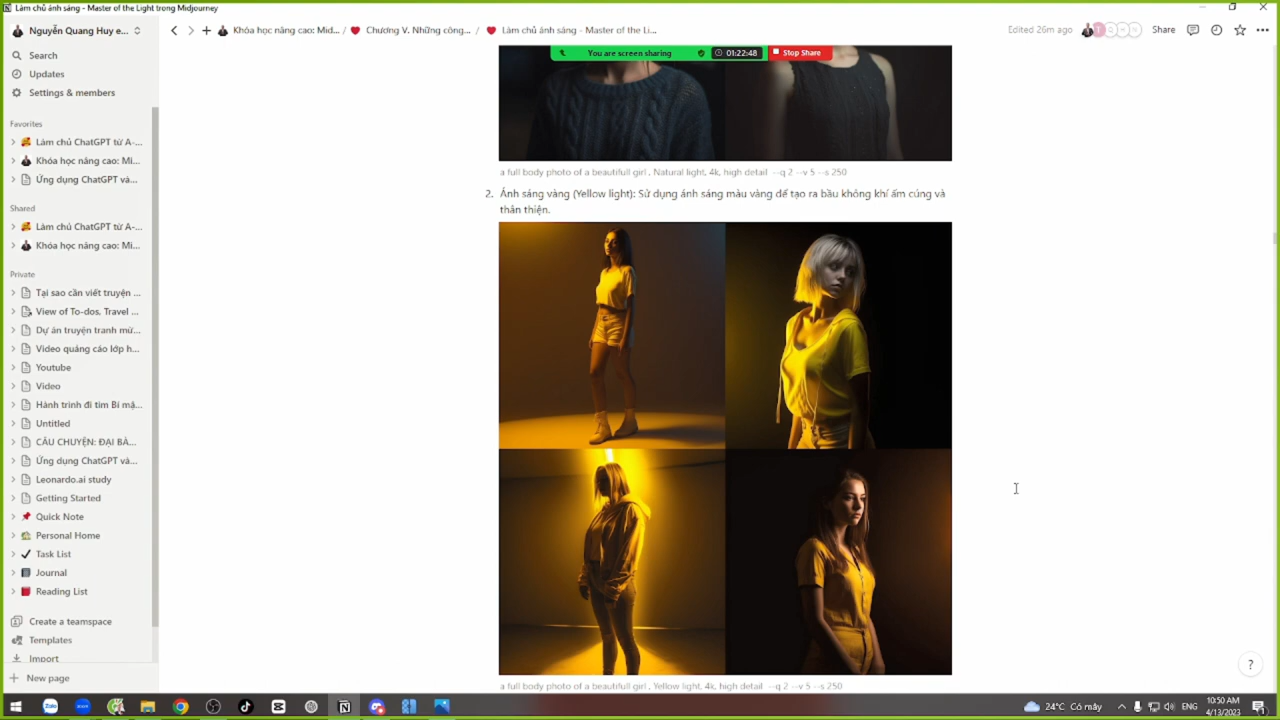 Làm chủ ánh sáng - Master of the Light trong Midjourney
Nguyễn Quang Huy e...
Khóa học nâng cao: Mid... / Chương V. Những công... / Làm chủ ánh sáng - Master of the Li...
Edited 26m ago
Share
You are screen sharing
01:22:48
Stop Share
Search
Updates
Settings & members
Favorites
Làm chủ ChatGPT từ A-...
Khóa học nâng cao: Mi...
Ứng dụng ChatGPT và...
Shared
Làm chủ ChatGPT từ A-...
Khóa học nâng cao: Mi...
Private
Tại sao cần viết truyện ...
View of To-dos, Travel ...
Dự án truyện tranh mừ...
Video quảng cáo lớp h...
Youtube
Video
Hành trình đi tìm Bí mậ...
Untitled
CÂU CHUYỆN: ĐẠI BÀ...
Ứng dụng ChatGPT và...
Leonardo.ai study
Getting Started
Quick Note
Personal Home
Task List
Journal
Reading List
Create a teamspace
Templates
Import
New page
a full body photo of a beautifull girl , Natural light, 4k, high detail --q 2 --v 5 --s 250
2. Ánh sáng vàng (Yellow light): Sử dụng ánh sáng màu vàng để tạo ra bầu không khí ấm cúng và
thân thiện.
a full body photo of a beautifull girl , Yellow light, 4k, high detail --q 2 --v 5 --s 250
?
Zalo
zoom
24°C Có mây
ENG
10:50 AM
4/13/2023